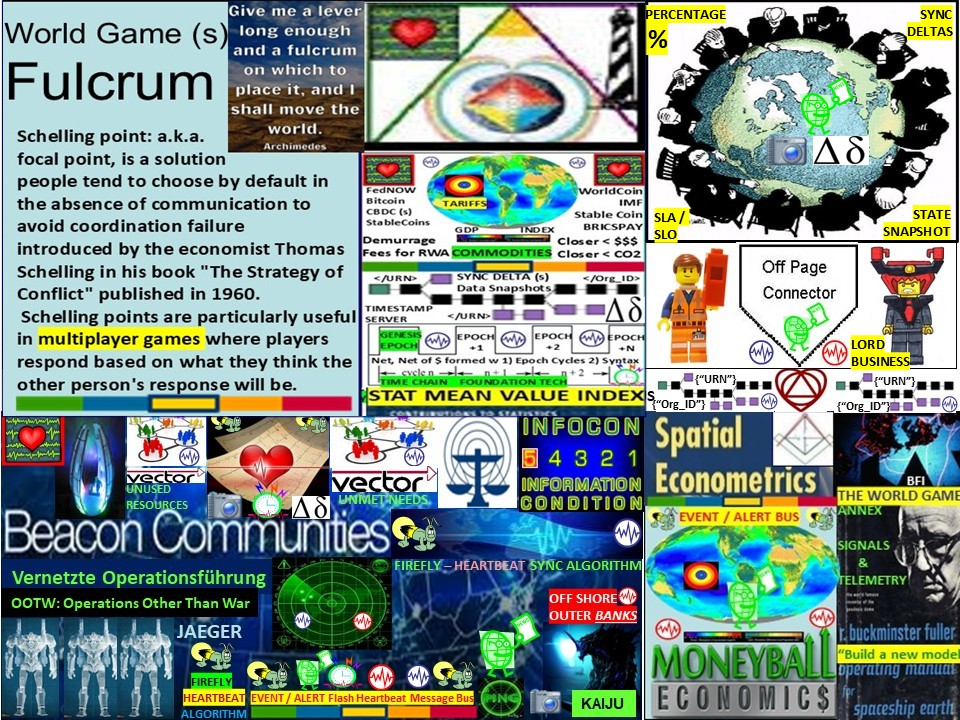 World Game (s)
Fulcrum
Schelling point: a.k.a.
focal point, is a solution
people tend to choose by default in
the absence of communication to
avoid coordination failure
introduced by the economist Thomas
Schelling in his book "The Strategy of
Conflict" published in 1960.
Schelling points are particularly useful
in multiplayer games where players
respond based on what they think the
other person's response will be.
Give me a lever
long enough
and a fulcrum
on which to
place it, and I
shall move the
world.
Archimedes
FedNOW
Bitcoin
CBDC (s)
StableCoins
TARIFFS
WorldCoin
IMF
Stable Coin
BRICSPAY
GDP INDEX
Demurrage
Closer < $$$
Fees for RWA COMMODITIES Closer < CO2
</URN> SYNC DELTA (s) </Org_ID>
Data Snapshots
TIMESTAMP
SERVER
</URN>
Δδ
GENESIS
EPOCH
EPOCH
+1
EPOCH
+2
EPOCH
+N
Net, Net of $ formed w 1) Epoch Cycles 2) Syntax
cycle n n + 1 n + 2
TIME CHAIN FOUNDATION TECH
STAT MEAN VALUE INDEX
CONTRIBUTIONS TO STATISTICS
PERCENTAGE
%
SYNC
DELTAS
Δδ
SLA /
SLO
STATE
SNAPSHOT
Off Page
Connector
LORD
BUSINESS
{"URN"}
S
{"Org_ID"}
{"URN"}
{"Org_ID"}
vector
UNUSED
RESOURCES
Δδ
vector
UNMET NEEDS
INFOCON
5 4 3 2 1
INFORMATION
CONDITION
Beacon Communities
Vernetzte Operationsführung
OOTW: Operations Other Than War
JAEGER
FIREFLY
HEARTBEAT
ALGORITHM
FIREFLY – HEARTBEAT SYNC ALGORITHM
OFF SHORE
OUTER BANKS
EVENT / ALERT Flash Heartbeat Message Bus
KAIJU
Spatial
Econometrics
EVENT / ALERT BUS
MONEYBALL
ECONOMIC$
BFI
THE WORLD GAME
ANNEX
SIGNALS
&
TELEMETRY
r. buckminster fuller
"Build a new model
operating manual
for
spaceship earth